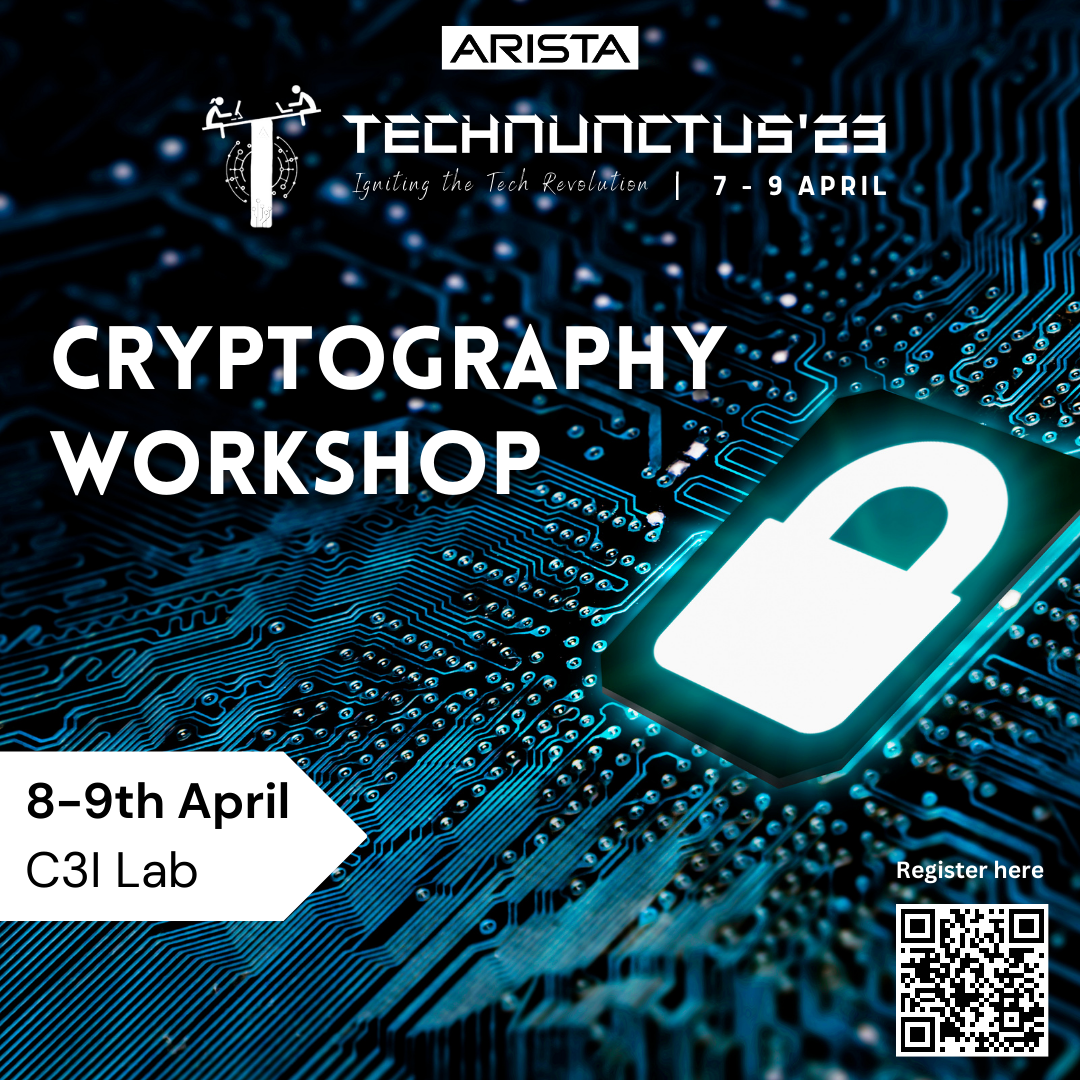 ARISTA
TECHNUNCTUS'23
Igniting the Tech Revolution | 7 - 9 APRIL
CRYPTOGRAPHY
WORKSHOP
8-9th April
C3I Lab
Register here